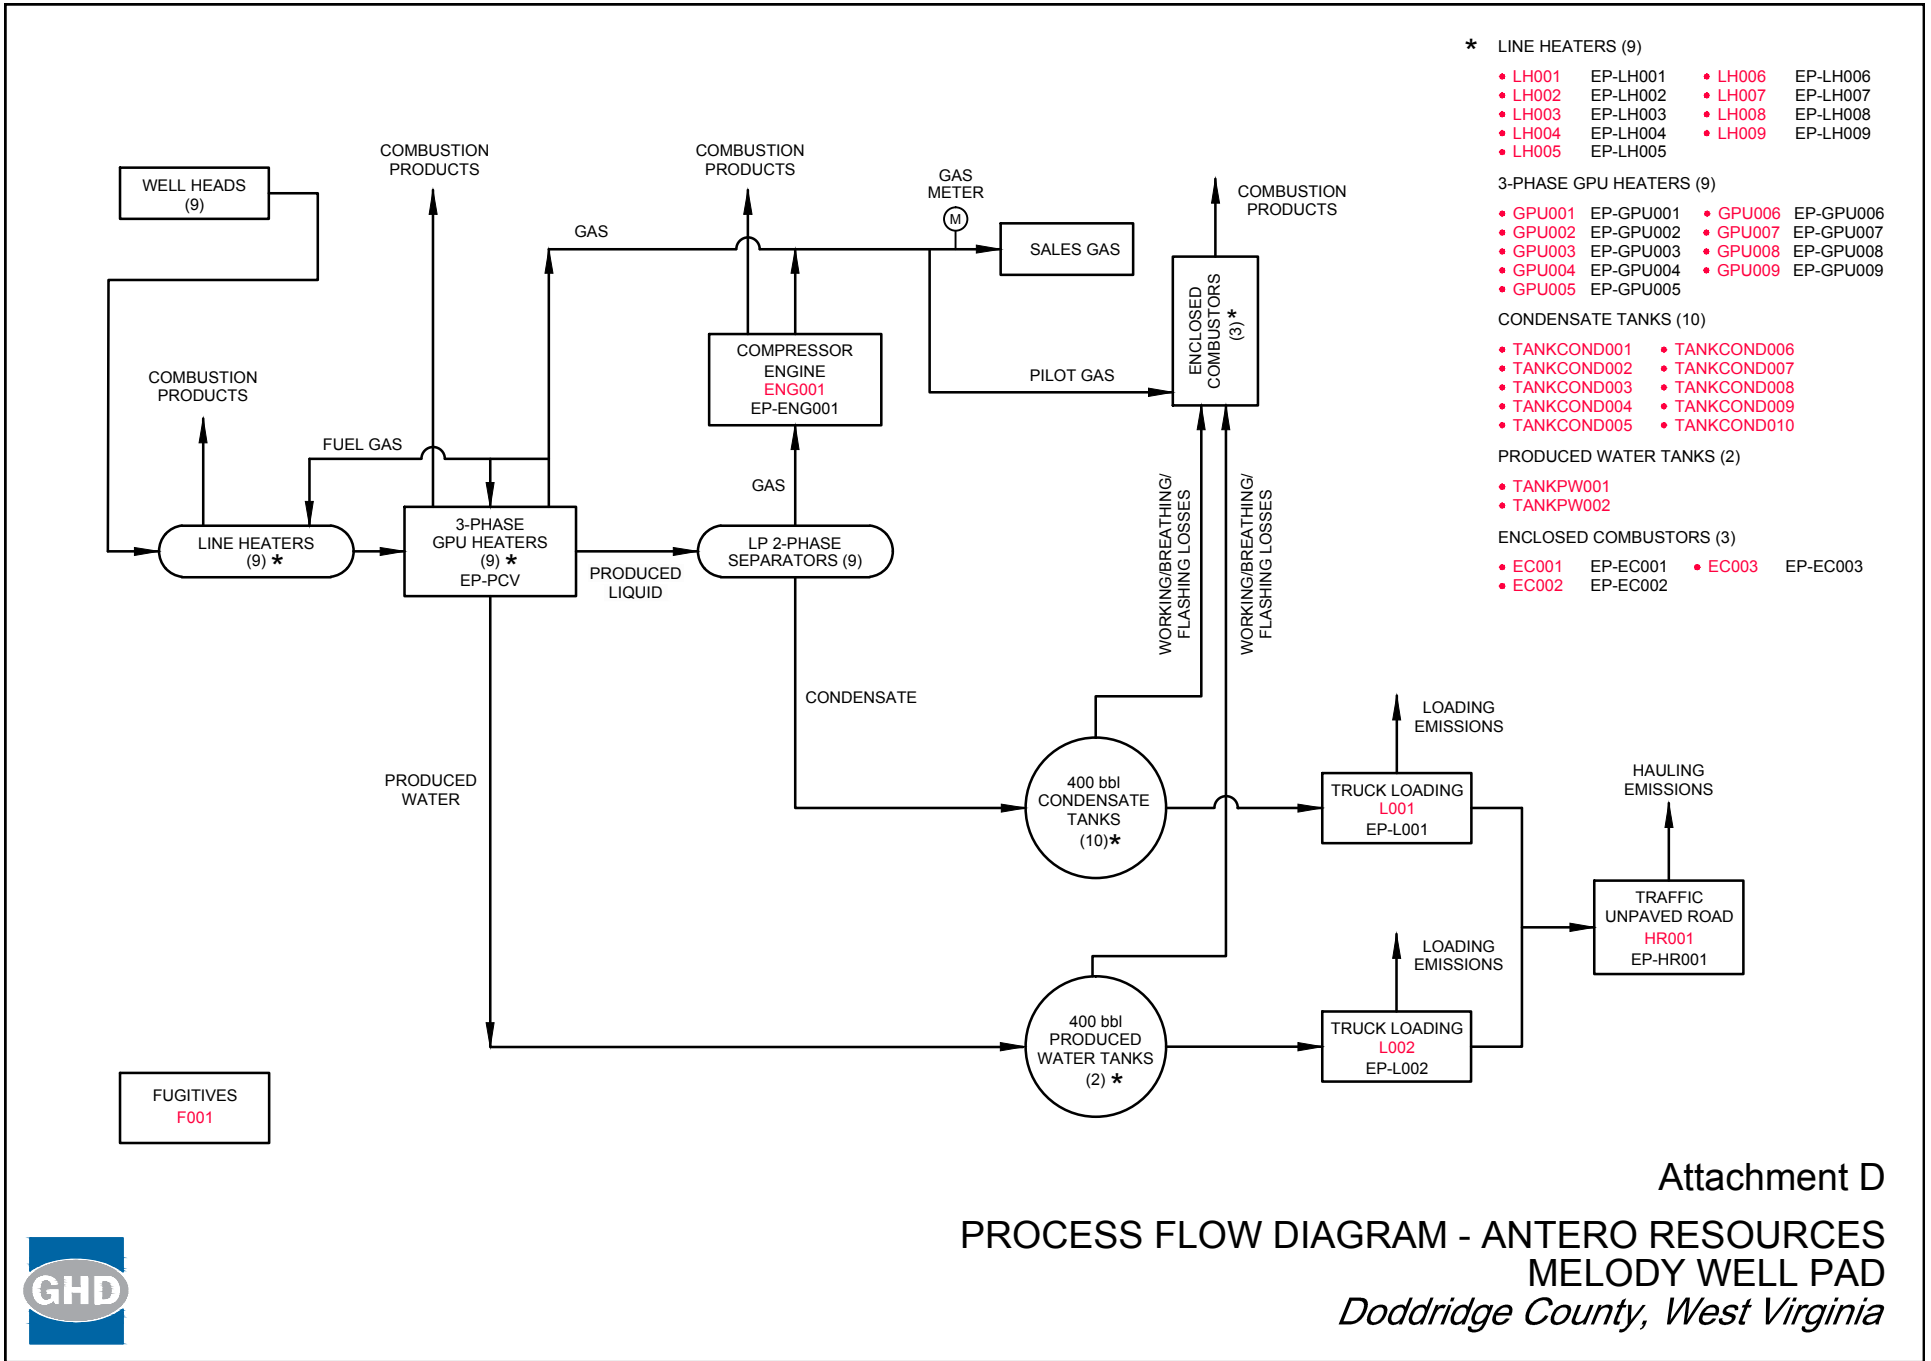 * LINE HEATERS (9)
• LH001 EP-LH001 • LH006 EP-LH006
• LH002 EP-LH002 • LH007 EP-LH007
• LH003 EP-LH003 • LH008 EP-LH008
• LH004 EP-LH004 • LH009 EP-LH009
• LH005 EP-LH005
3-PHASE GPU HEATERS (9)
• GPU001 EP-GPU001 • GPU006 EP-GPU006
• GPU002 EP-GPU002 • GPU007 EP-GPU007
• GPU003 EP-GPU003 • GPU008 EP-GPU008
• GPU004 EP-GPU004 • GPU009 EP-GPU009
• GPU005 EP-GPU005
CONDENSATE TANKS (10)
• TANKCOND001 • TANKCOND006
• TANKCOND002 • TANKCOND007
• TANKCOND003 • TANKCOND008
• TANKCOND004 • TANKCOND009
• TANKCOND005 • TANKCOND010
PRODUCED WATER TANKS (2)
• TANKPW001
• TANKPW002
ENCLOSED COMBUSTORS (3)
• EC001 EP-EC001 • EC003 EP-EC003
• EC002 EP-EC002
WELL HEADS
(9)
COMBUSTION
PRODUCTS
COMBUSTION
PRODUCTS
GAS
METER
M
COMBUSTION
PRODUCTS
GAS
SALES GAS
ENCLOSED
COMBUSTORS
(3)*
COMPRESSOR
ENGINE
ENG001
EP-ENG001
PILOT GAS
COMBUSTION
PRODUCTS
FUEL GAS
GAS
LINE HEATERS
(9) *
3-PHASE
GPU HEATERS
(9) *
EP-PCV
PRODUCED
LIQUID
LP 2-PHASE
SEPARATORS (9)
WORKING/BREATHING/
FLASHING LOSSES
WORKING/BREATHING/
FLASHING LOSSES
CONDENSATE
PRODUCED
WATER
400 bbl
CONDENSATE
TANKS
(10)*
LOADING
EMISSIONS
TRUCK LOADING
L001
EP-L001
HAULING
EMISSIONS
TRAFFIC
UNPAVED ROAD
HR001
EP-HR001
LOADING
EMISSIONS
400 bbl
PRODUCED
WATER TANKS
(2) *
TRUCK LOADING
L002
EP-L002
FUGITIVES
F001
Attachment D
PROCESS FLOW DIAGRAM - ANTERO RESOURCES
MELODY WELL PAD
Doddridge County, West Virginia
GHD